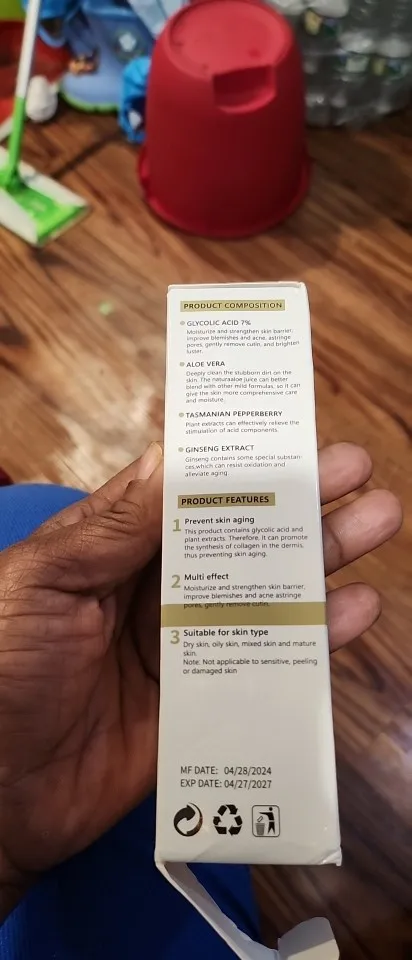 PRODUCT COMPOSITION
GLYCOLIC ACID 7%
Moisturize and strengthen skin barrier;
improve blemishes and acne, astringe
pores, gently remove cutin, and brighten
luster.
ALOE VERA
Deeply clean the stubborn dirt on the
skin. The naturaaloe juice can better
blend with other mild formulas, so it can
give the skin more comprehensive care
and moisture.
TASMANIAN PEPPERBERRY
Plant extracts can effectively relieve the
stimulation of acid components.
GINSENG EXTRACT
Ginseng contains some special substan-
ces,which can resist oxidation and
alleviate aging.
PRODUCT FEATURES
1 Prevent skin aging
This product contains glycolic acid and
plant extracts. Therefore, it can promote
the synthesis of collagen in the dermis,
thus preventing skin aging.
2 Multi effect
Moisturize and strengthen skin barrier;
improve blemishes and acne astringe
pores, gently remove cutin.
3 Suitable for skin type
Dry skin, oily skin, mixed skin and mature
skin.
Note: Not applicable to sensitive, peeling
or damaged skin
MF DATE: 04/28/2024
EXP DATE: 04/27/2027